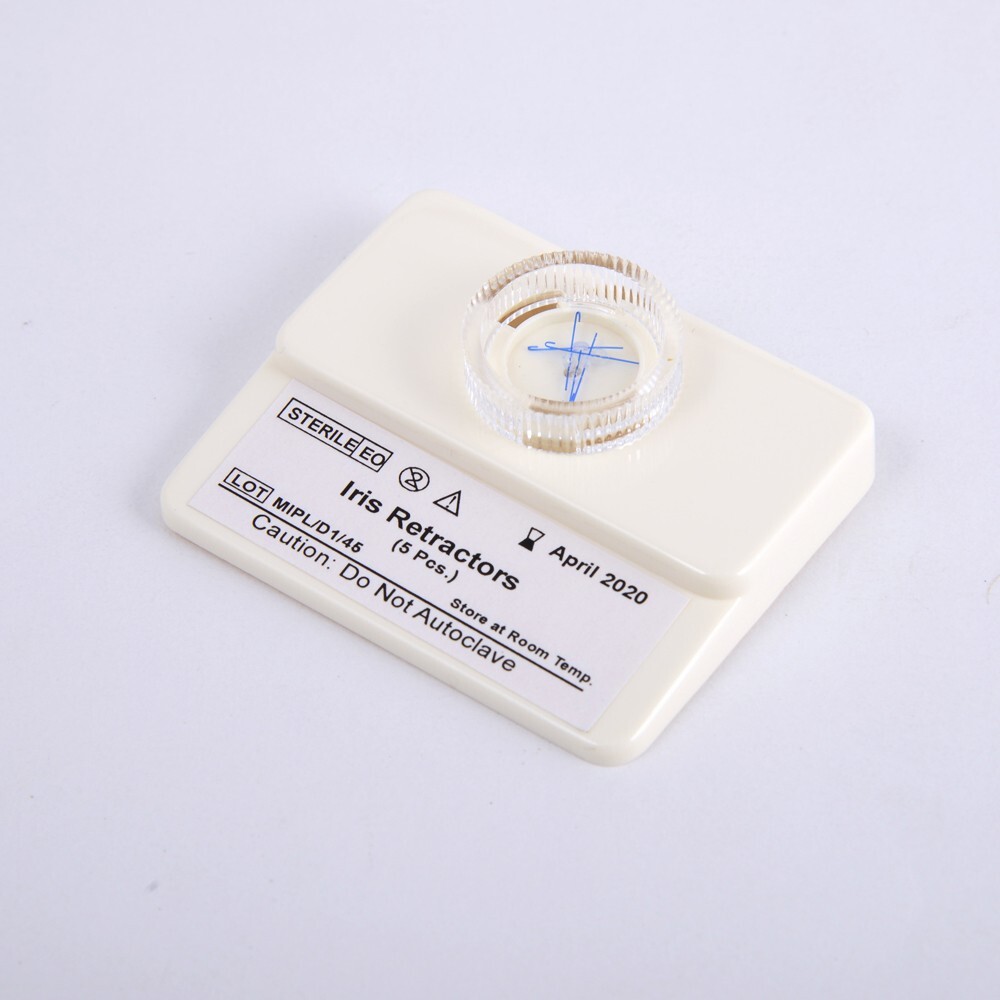 STERILE EO
Iris Retractors
(5 Pcs.)
April 2020
LOT MIPL/D1/45
Store at Room Temp.
Caution: Do Not Autoclave